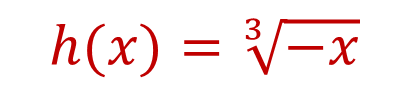 h(x) = ∛−x